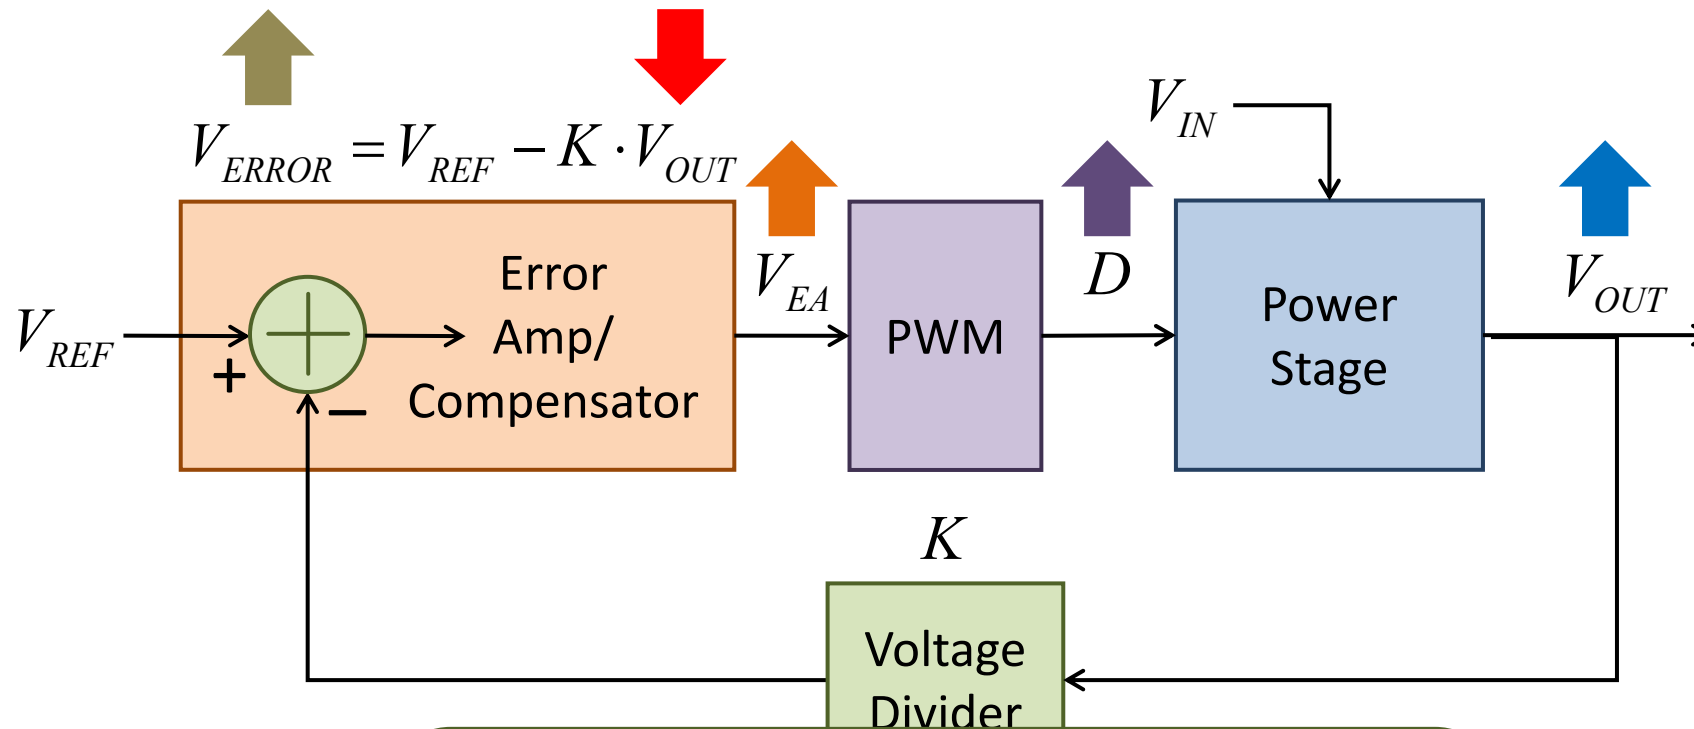 V_ERROR = V_REF − K · V_OUT
V_IN
V_REF
+
−
Error
Amp/
Compensator
V_EA
PWM
D
Power
Stage
V_OUT
K
Voltage
Divider